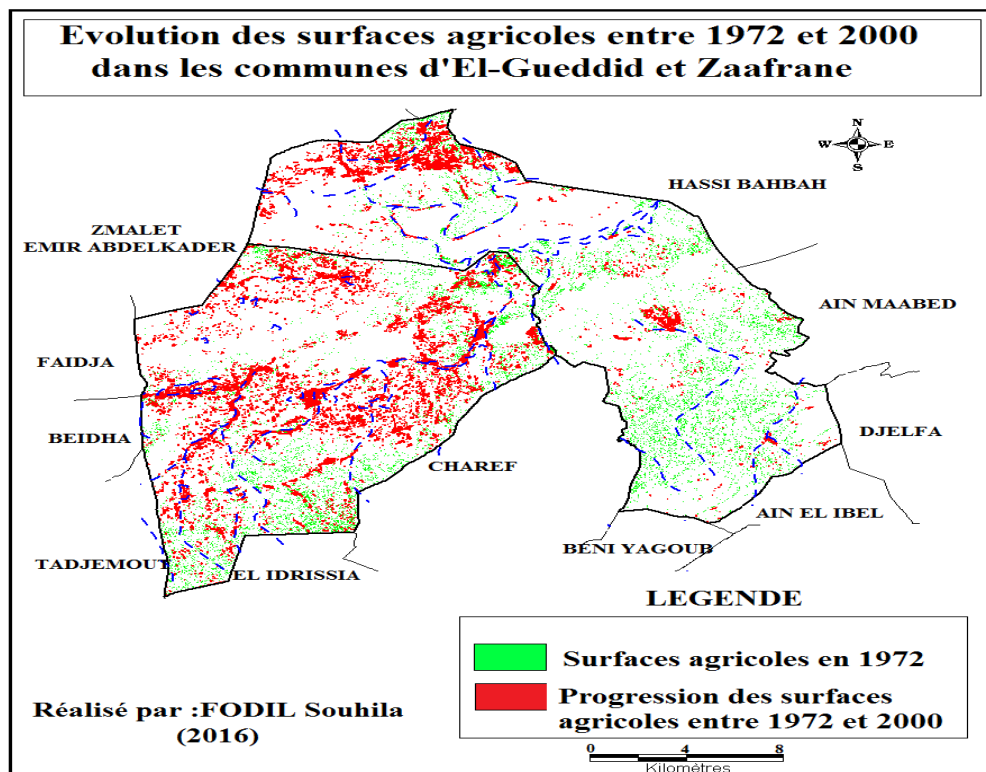 Evolution des surfaces agricoles entre 1972 et 2000
dans les communes d'El-Gueddid et Zaafrane
N
W E
S
HASSI BAHBAH
ZMALET
EMIR ABDELKADER
AIN MAABED
FAIDJA
BEIDHA
DJELFA
CHAREF
AIN EL IBEL
BENI YAGOUB
TADJEMOUT
EL IDRISSIA
LEGENDE
Surfaces agricoles en 1972
Progression des surfaces
agricoles entre 1972 et 2000
Réalisé par :FODIL Souhila
(2016)
0 4 8
Kilomètres